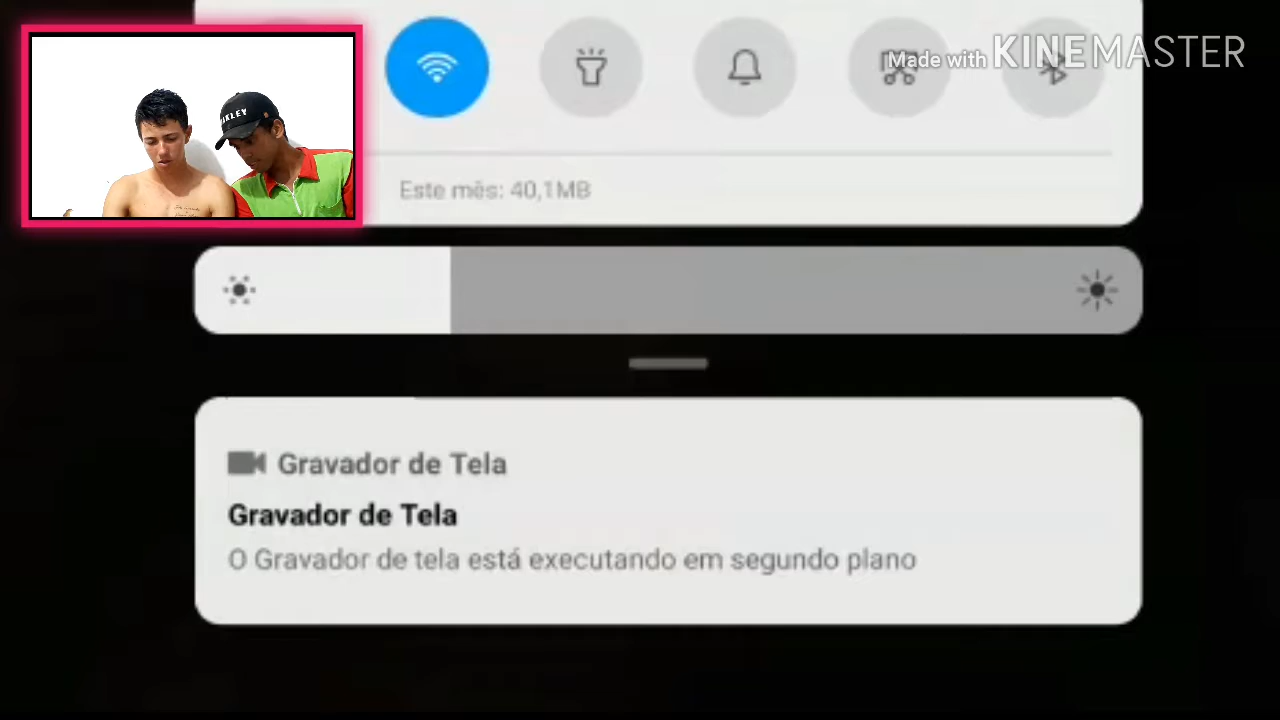 Made with KINEMASTER
Este mês: 40,1MB
Gravador de Tela
Gravador de Tela
O Gravador de tela está executando em segundo plano